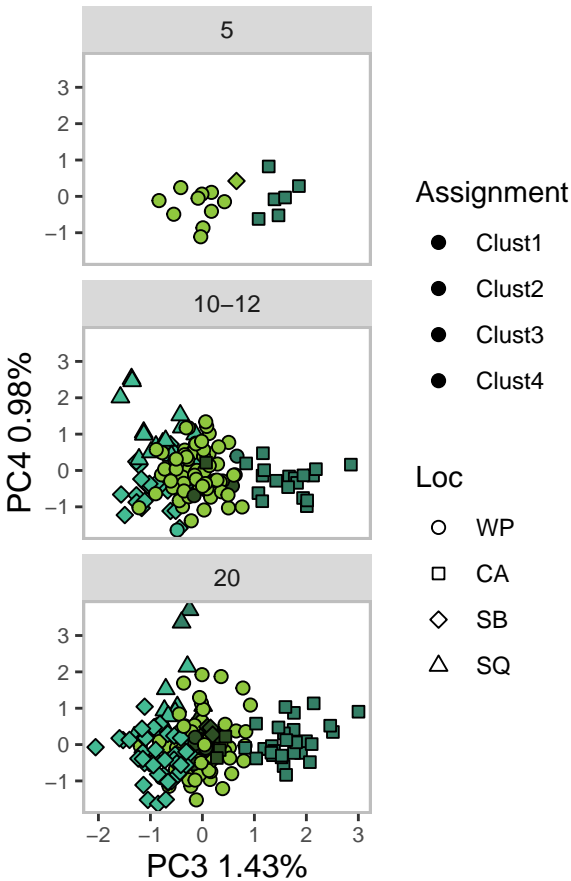 5
3
2
1
0
−1
10−12
3
2
1
0
−1
20
3
2
1
0
−1
−2 −1 0 1 2 3
PC3 1.43%
PC4 0.98%
Assignment
Clust1
Clust2
Clust3
Clust4
Loc
WP
CA
SB
SQ